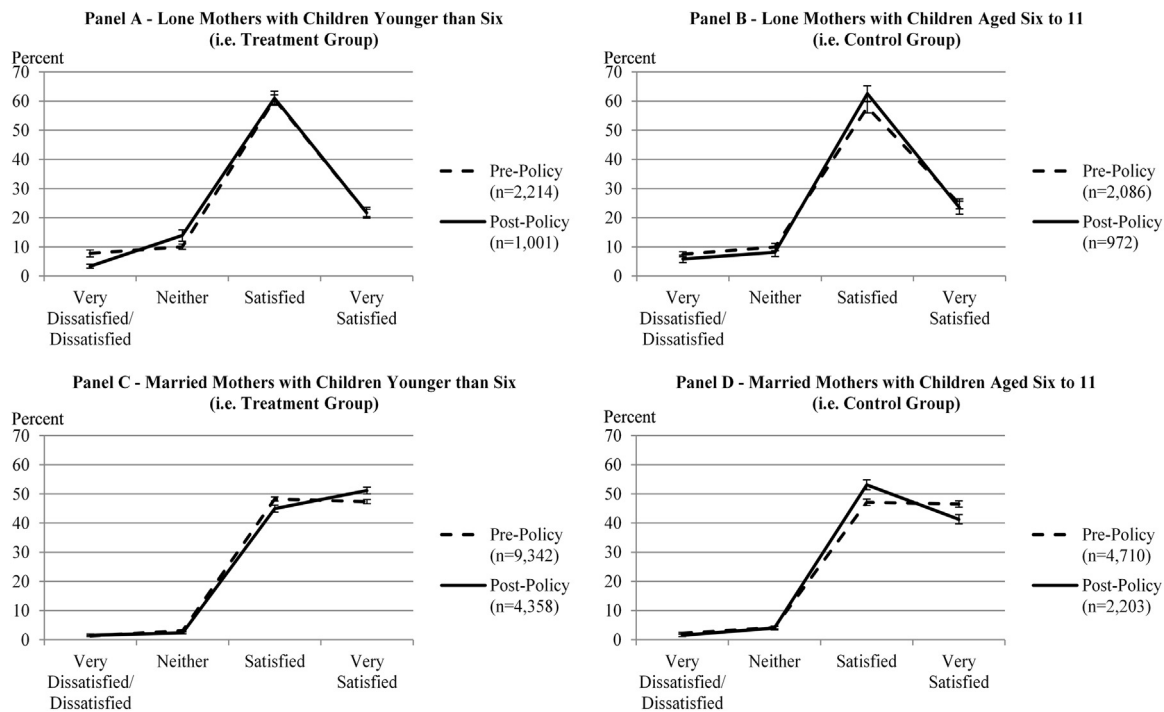 Panel A - Lone Mothers with Children Younger than Six
(i.e. Treatment Group)
Percent
70
60
50
40
30
20
10
0
Very
Dissatisfied/
Dissatisfied
Neither
Satisfied
Very
Satisfied
Pre-Policy
(n=2,214)
Post-Policy
(n=1,001)
Panel B - Lone Mothers with Children Aged Six to 11
(i.e. Control Group)
Percent
70
60
50
40
30
20
10
0
Very
Dissatisfied/
Dissatisfied
Neither
Satisfied
Very
Satisfied
Pre-Policy
(n=2,086)
Post-Policy
(n=972)
Panel C - Married Mothers with Children Younger than Six
(i.e. Treatment Group)
Percent
70
60
50
40
30
20
10
0
Very
Dissatisfied/
Dissatisfied
Neither
Satisfied
Very
Satisfied
Pre-Policy
(n=9,342)
Post-Policy
(n=4,358)
Panel D - Married Mothers with Children Aged Six to 11
(i.e. Control Group)
Percent
70
60
50
40
30
20
10
0
Very
Dissatisfied/
Dissatisfied
Neither
Satisfied
Very
Satisfied
Pre-Policy
(n=4,710)
Post-Policy
(n=2,203)